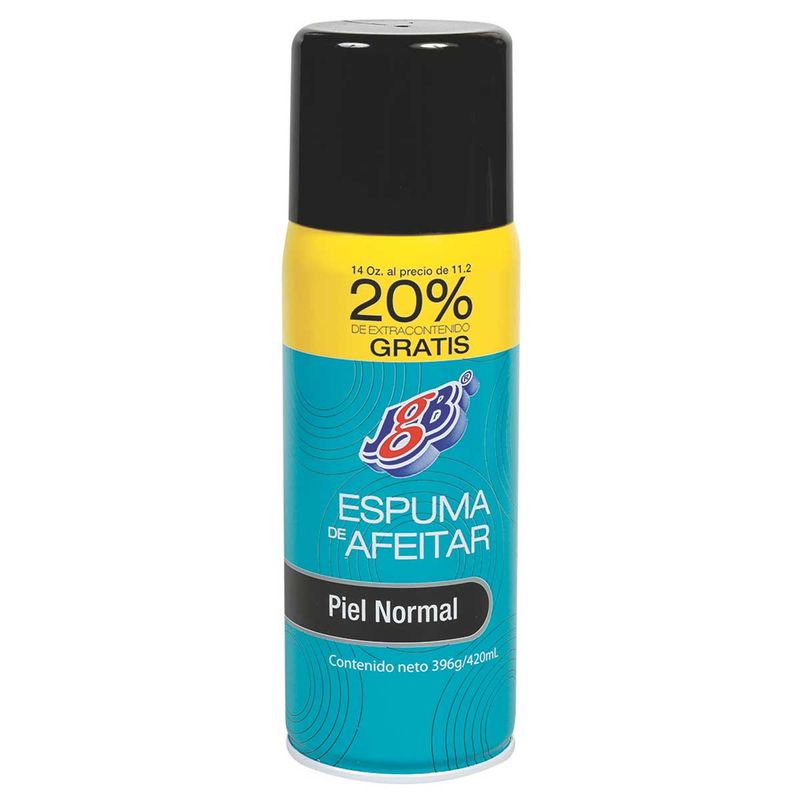 14 Oz. al precio de 11.2
20%
DE EXTRACONTENIDO
GRATIS
JGB®
ESPUMA
DE AFEITAR
Piel Normal
Contenido neto 396g/420mL